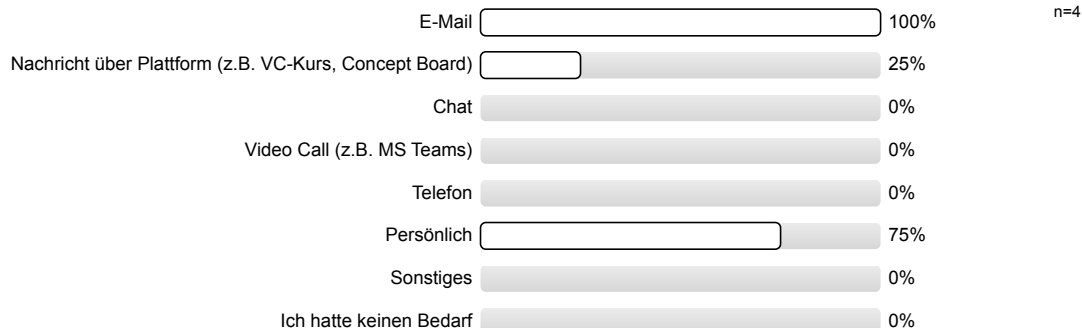 E-Mail 100% n=4
Nachricht über Plattform (z.B. VC-Kurs, Concept Board) 25%
Chat 0%
Video Call (z.B. MS Teams) 0%
Telefon 0%
Persönlich 75%
Sonstiges 0%
Ich hatte keinen Bedarf 0%